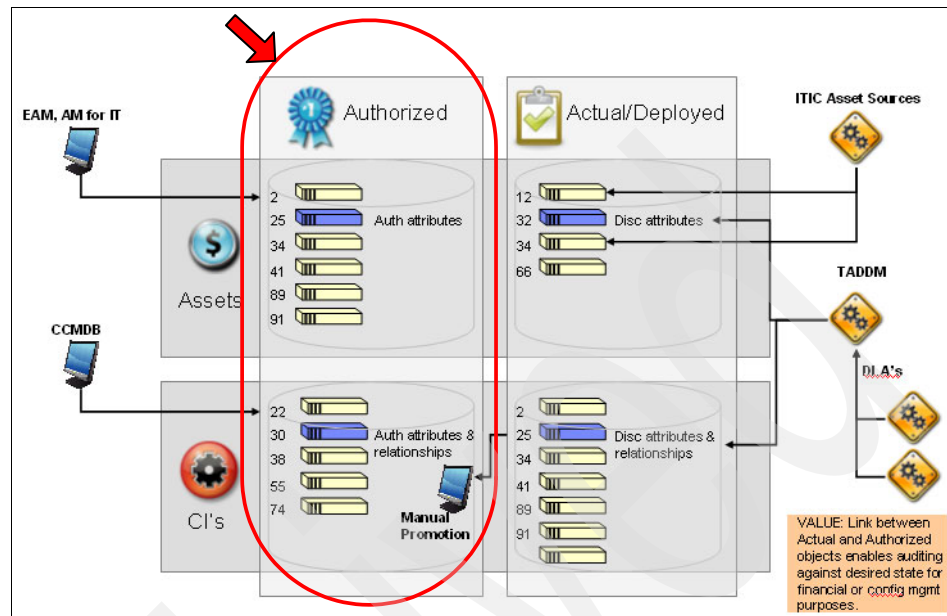 #1
Authorized
Actual/Deployed
EAM, AM for IT
ITIC Asset Sources
2
25
Auth attributes
34
41
89
91
12
32
Disc attributes
34
66
$
Assets
TADDM
DLA's
CCMDB
22
30
Auth attributes &
relationships
38
55
74
Manual
Promotion
2
25
Disc attributes &
relationships
34
41
89
91
CI's
VALUE: Link between
Actual and Authorized
objects enables auditing
against desired state for
financial or config mgmt
purposes.